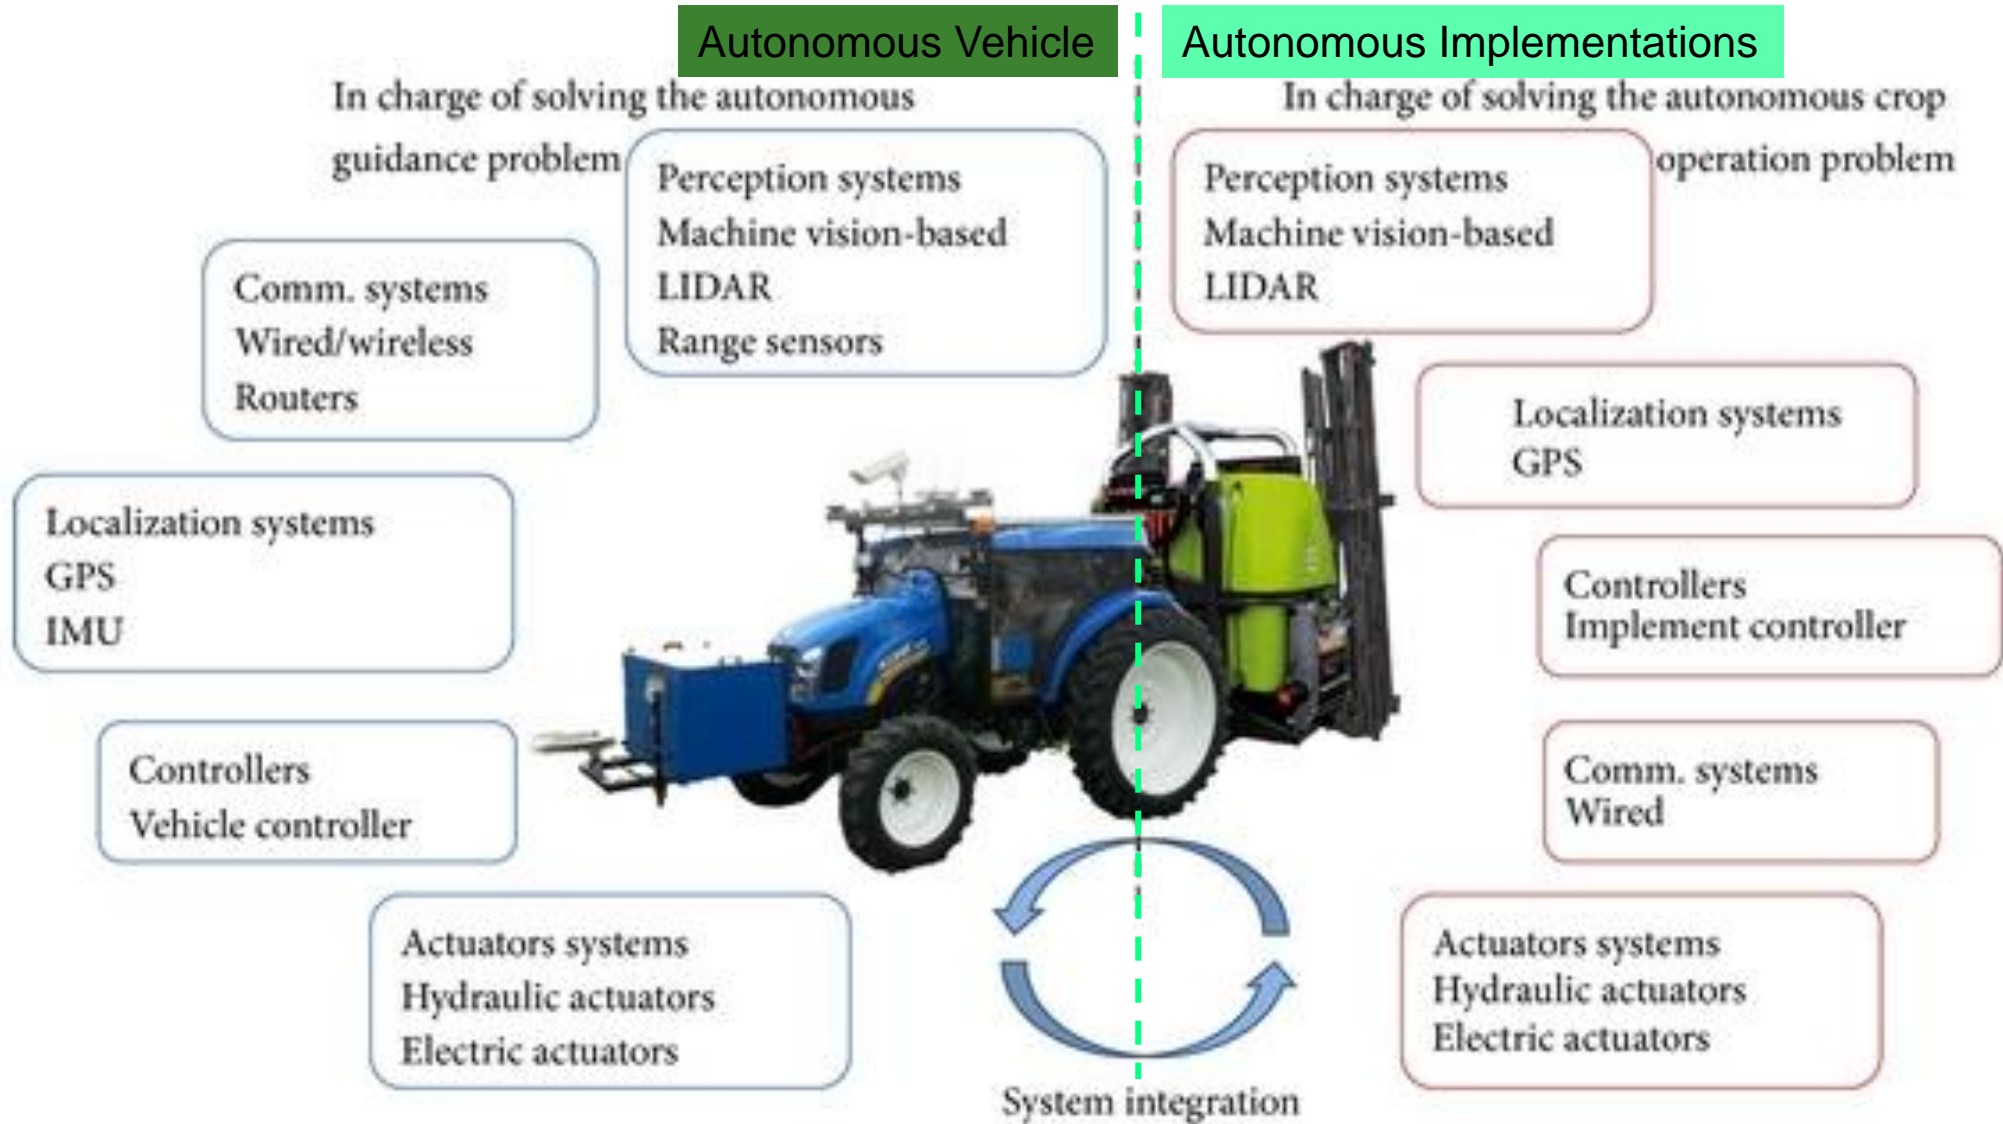 Autonomous Vehicle
Autonomous Implementations
In charge of solving the autonomous
guidance problem
In charge of solving the autonomous crop
operation problem
Perception systems
Machine vision-based
LIDAR
Range sensors
Perception systems
Machine vision-based
LIDAR
Comm. systems
Wired/wireless
Routers
Localization systems
GPS
Localization systems
GPS
IMU
Controllers
Implement controller
Controllers
Vehicle controller
Comm. systems
Wired
Actuators systems
Hydraulic actuators
Electric actuators
Actuators systems
Hydraulic actuators
Electric actuators
System integration